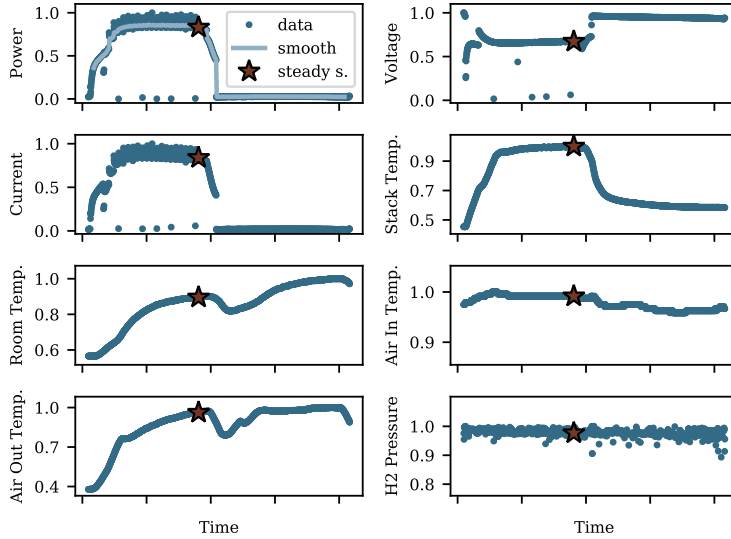 Power
1.0
0.5
0.0
data
smooth
steady s.
Voltage
1.0
0.5
0.0
Current
1.0
0.5
0.0
Stack Temp.
0.9
0.7
0.5
Room Temp.
1.0
0.8
0.6
Air In Temp.
1.0
0.9
Air Out Temp.
1.0
0.7
0.4
H2 Pressure
1.0
0.9
0.8
Time
Time